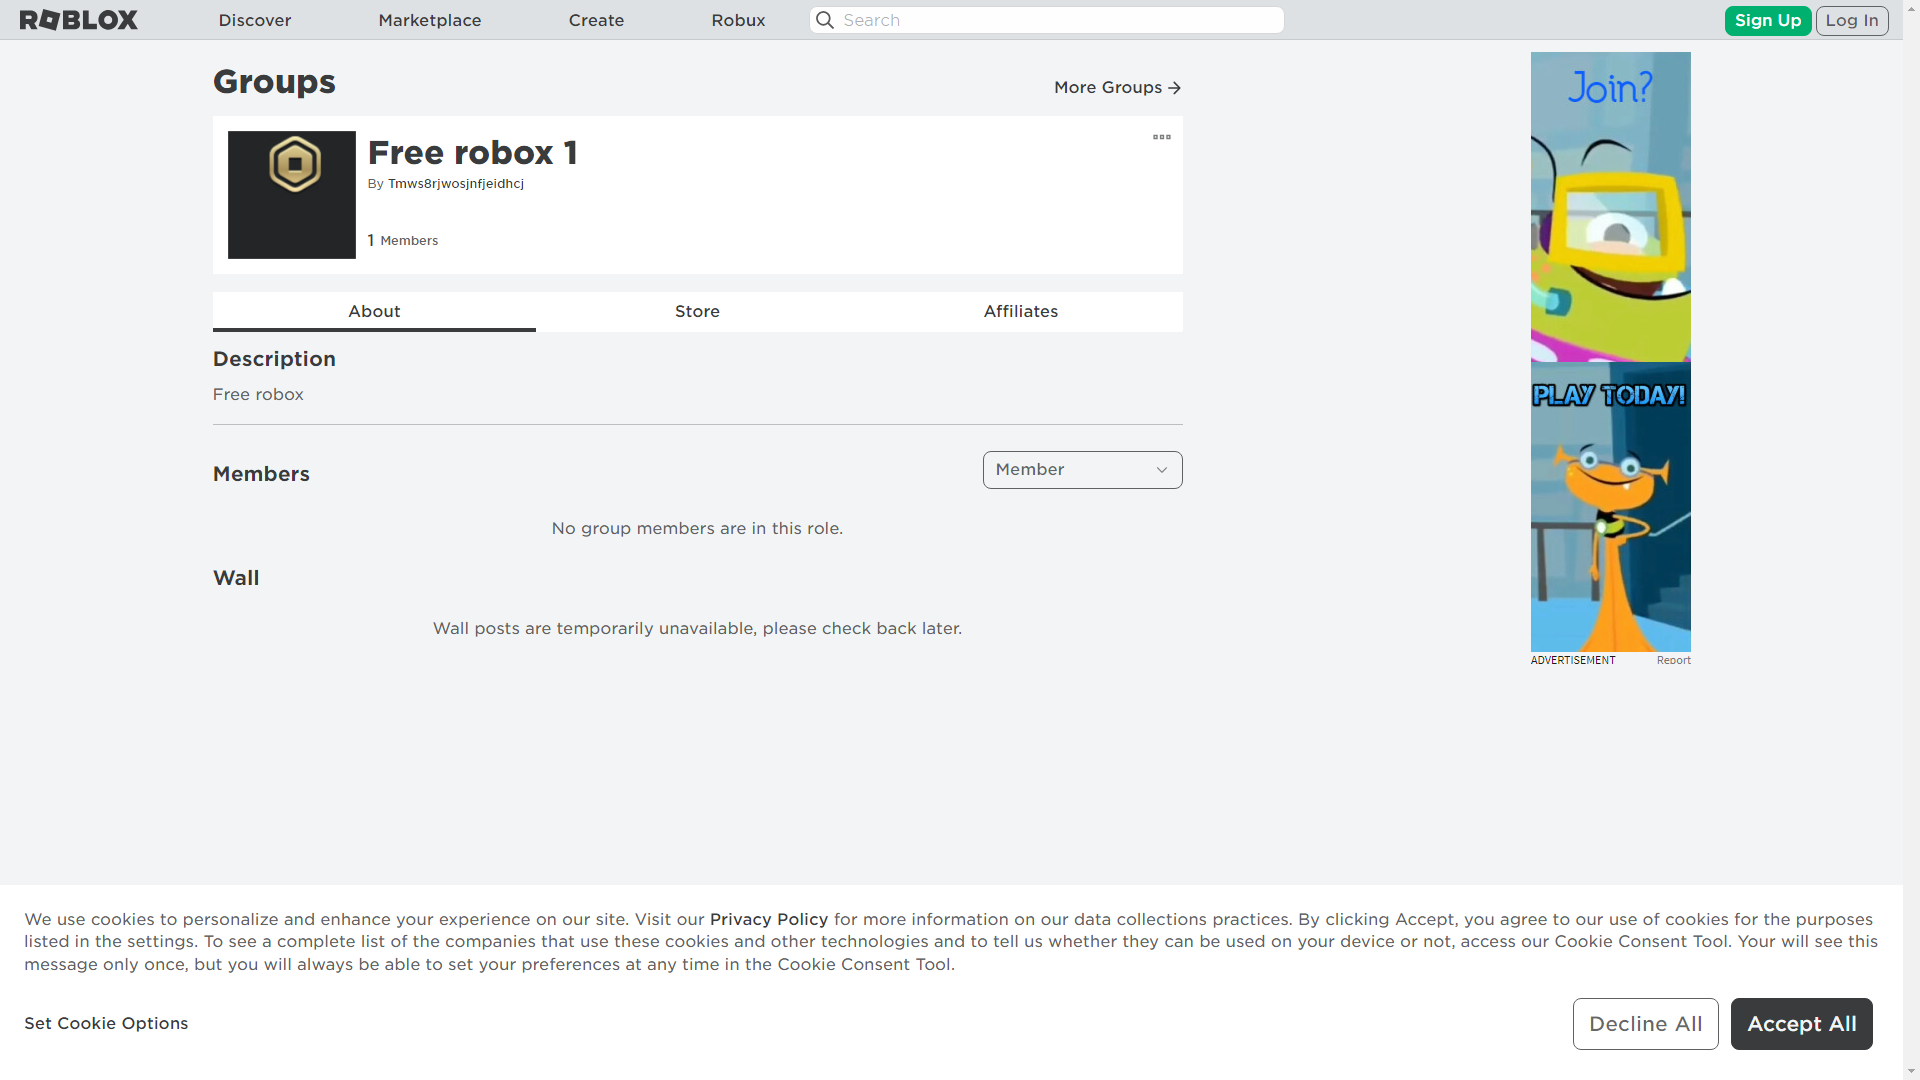 ROBLOX
Discover
Marketplace
Create
Robux
Search
Sign Up
Log In
Groups
More Groups
Free robox 1
By Tmws8rjwosjnfjeidhcj
1 Members
About
Store
Affiliates
Description
Free robox
Members
Member
No group members are in this role.
Wall
Wall posts are temporarily unavailable, please check back later.
Join?
PLAY TODAY!
ADVERTISEMENT
Report
We use cookies to personalize and enhance your experience on our site. Visit our Privacy Policy for more information on our data collections practices. By clicking Accept, you agree to our use of cookies for the purposes
listed in the settings. To see a complete list of the companies that use these cookies and other technologies and to tell us whether they can be used on your device or not, access our Cookie Consent Tool. Your will see this
message only once, but you will always be able to set your preferences at any time in the Cookie Consent Tool.
Set Cookie Options
Decline All
Accept All